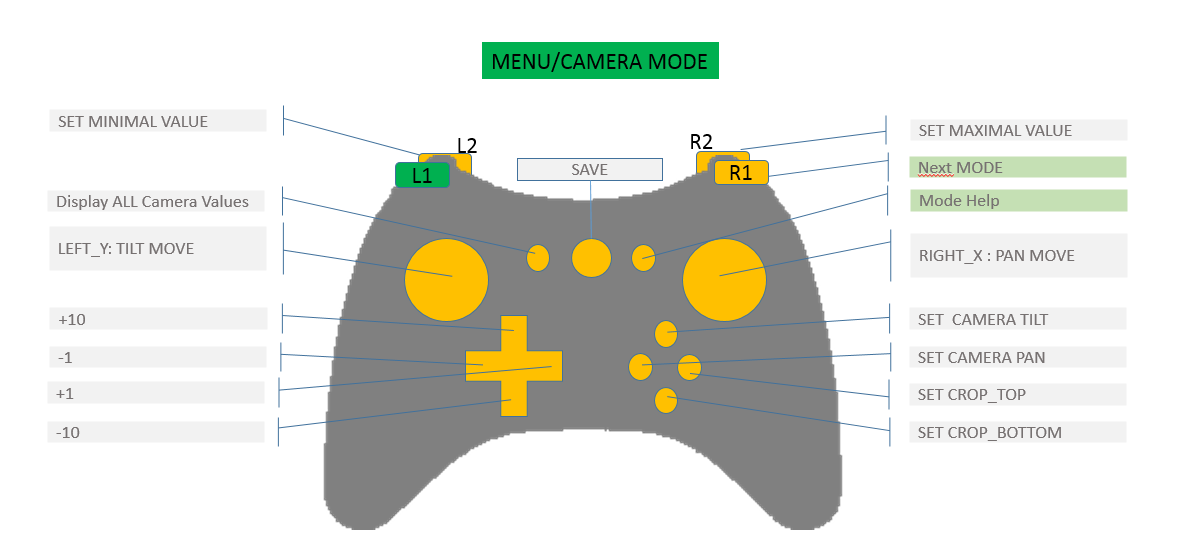 MENU/CAMERA MODE
SET MINIMAL VALUE
L2
L1
Display ALL Camera Values
LEFT_Y: TILT MOVE
+10
-1
+1
-10
SAVE
R2
R1
SET MAXIMAL VALUE
Next MODE
Mode Help
RIGHT_X : PAN MOVE
SET  CAMERA TILT
SET CAMERA PAN
SET CROP_TOP
SET CROP_BOTTOM